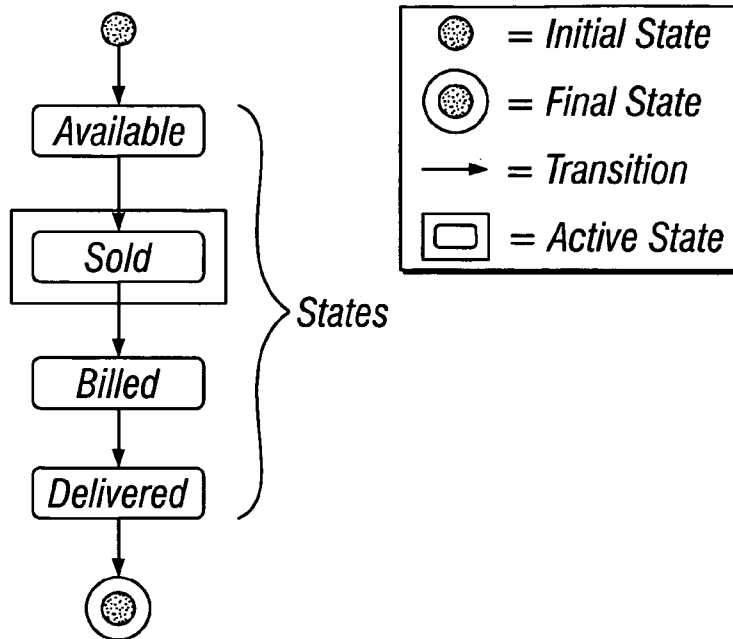 Available
Sold
Billed
Delivered
States
= Initial State
= Final State
= Transition
= Active State